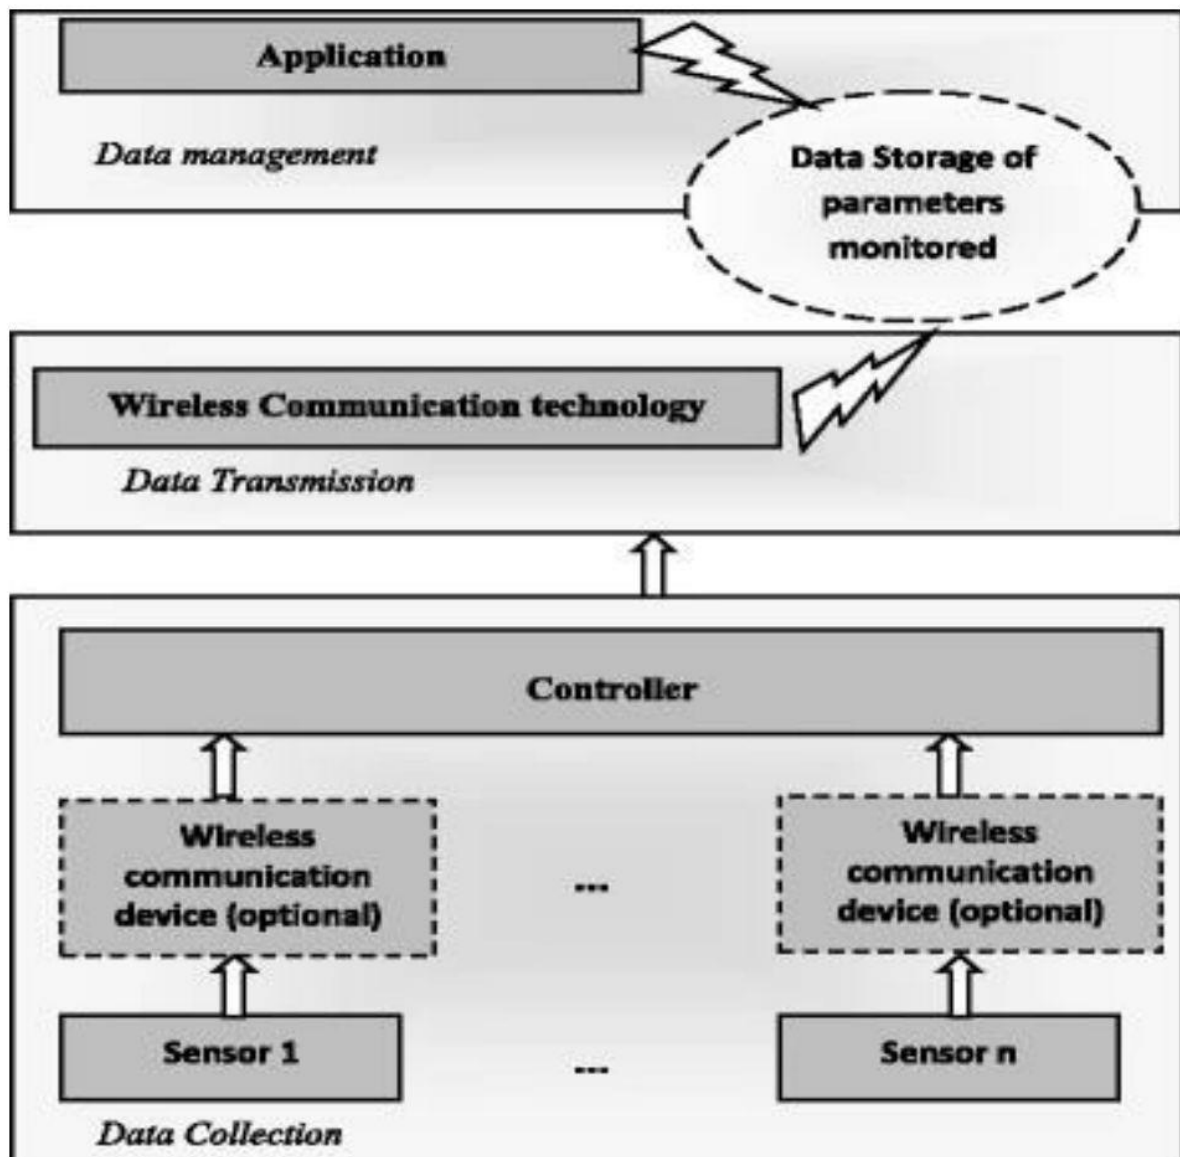 Application
Data management
Data Storage of
parameters
monitored
Wireless Communication technology
Data Transmission
Controller
Wireless
communication
device (optional)
---
Wireless
communication
device (optional)
Sensor 1
---
Sensor n
Data Collection